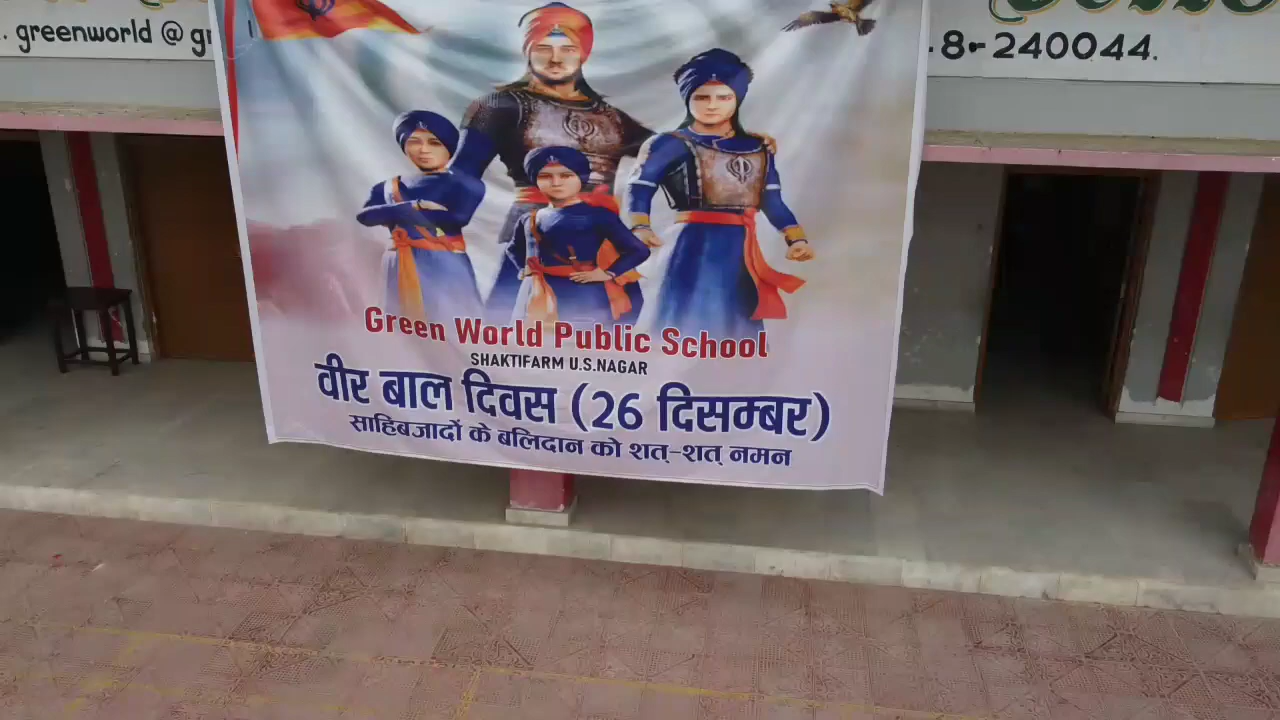 greenworld @
8-240044.
Green World Public School
SHAKTIFARM U.S.NAGAR
वीर बाल दिवस (26 दिसम्बर)
साहिबजादों के बलिदान को शत्-शत् नमन